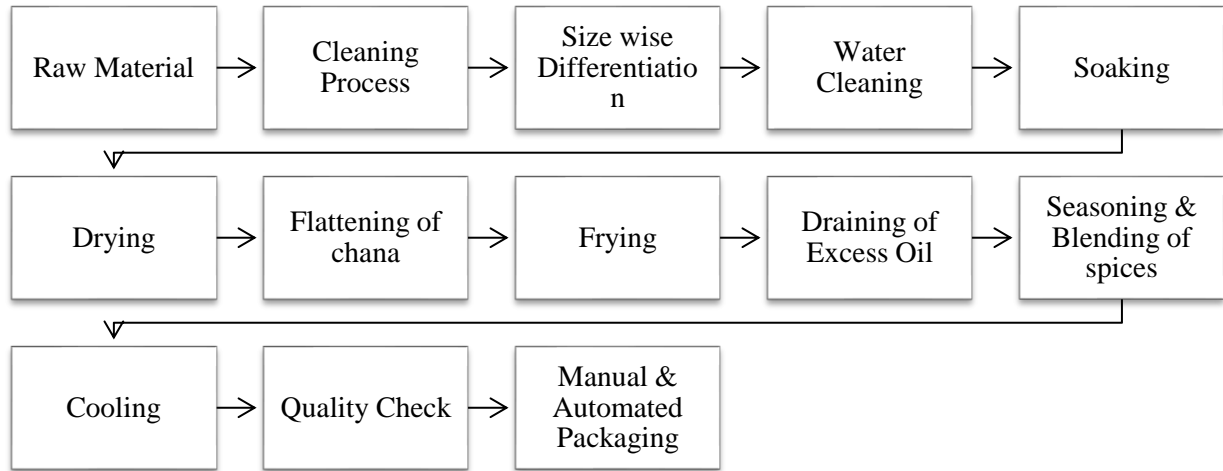 Raw Material
Cleaning
Process
Size wise
Differentiatio
n
Water
Cleaning
Soaking
Drying
Flattening of
chana
Frying
Draining of
Excess Oil
Seasoning &
Blending of
spices
Cooling
Quality Check
Manual &
Automated
Packaging